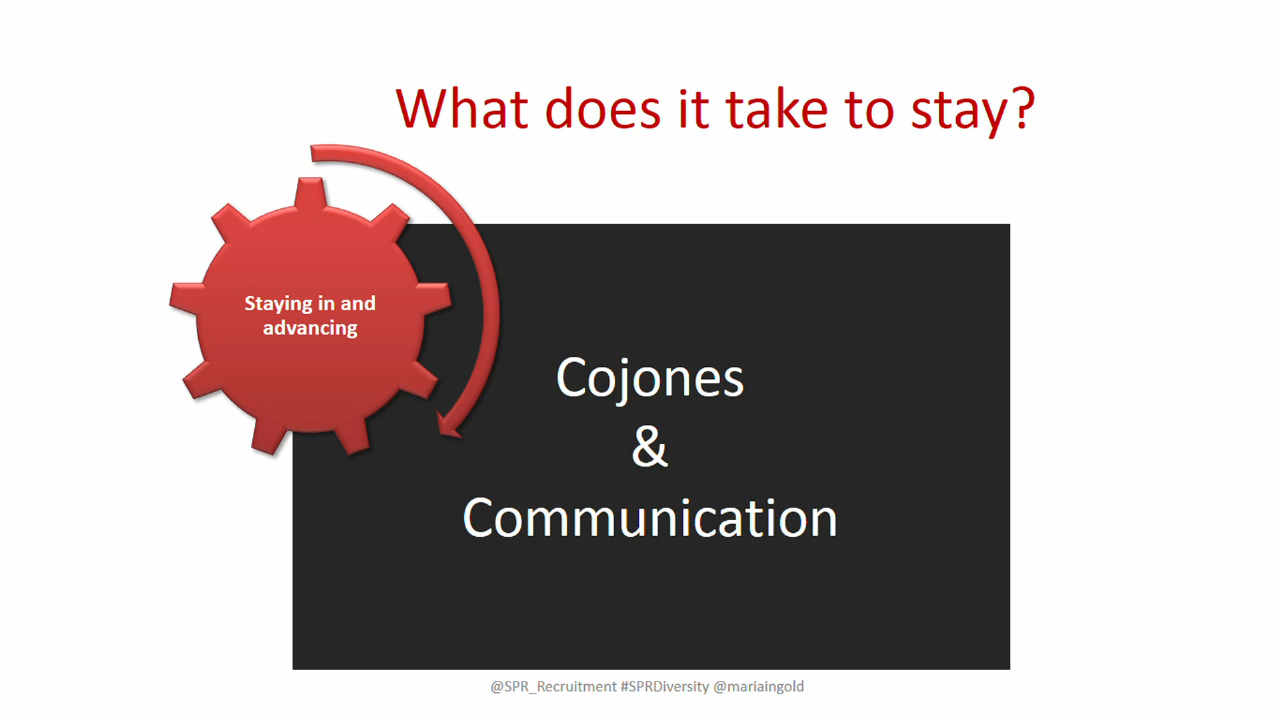 What does it take to stay?
Staying in and
advancing
Cojones
&
Communication
@SPR_Recruitment #SPRDiversity @mariaingold